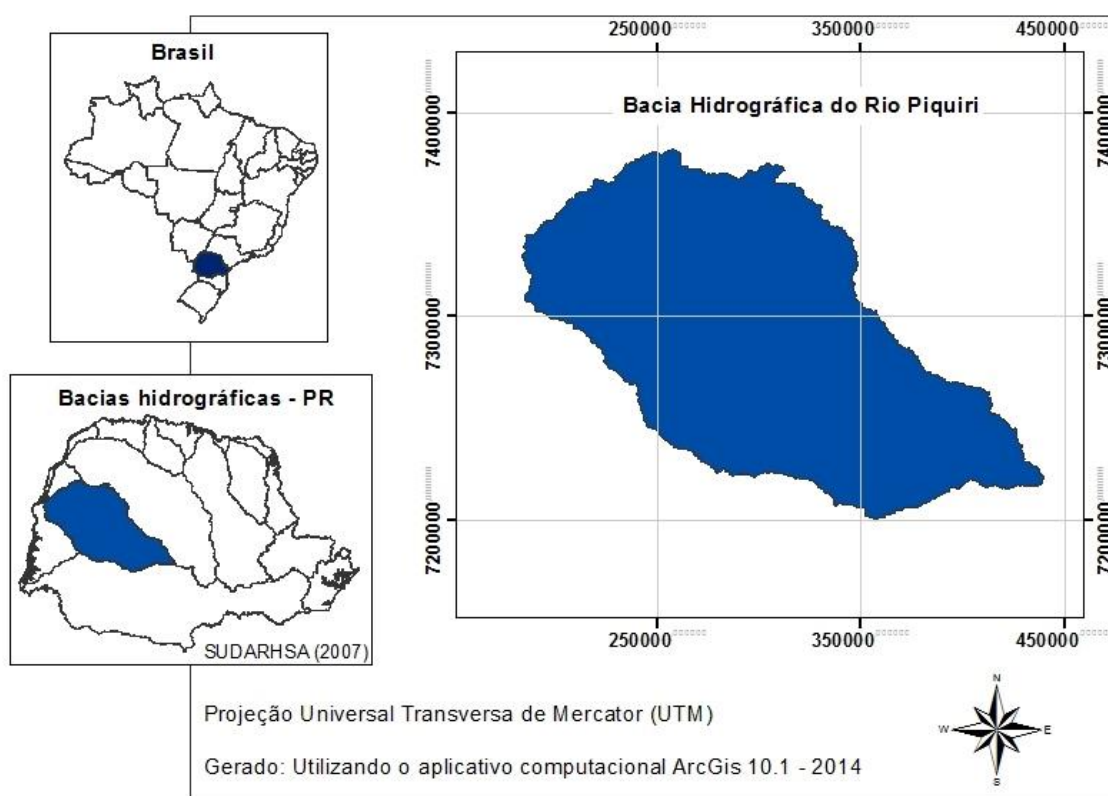 Brasil
Bacias hidrográficas - PR
SUDARHSA (2007)
250000 350000 450000
Bacia Hidrográfica do Rio Piquiri
7400000 7400000
7300000 7300000
7200000 7200000
250000 350000 450000
Projeção Universal Transversa de Mercator (UTM)
Gerado: Utilizando o aplicativo computacional ArcGis 10.1 - 2014
N
W E
S